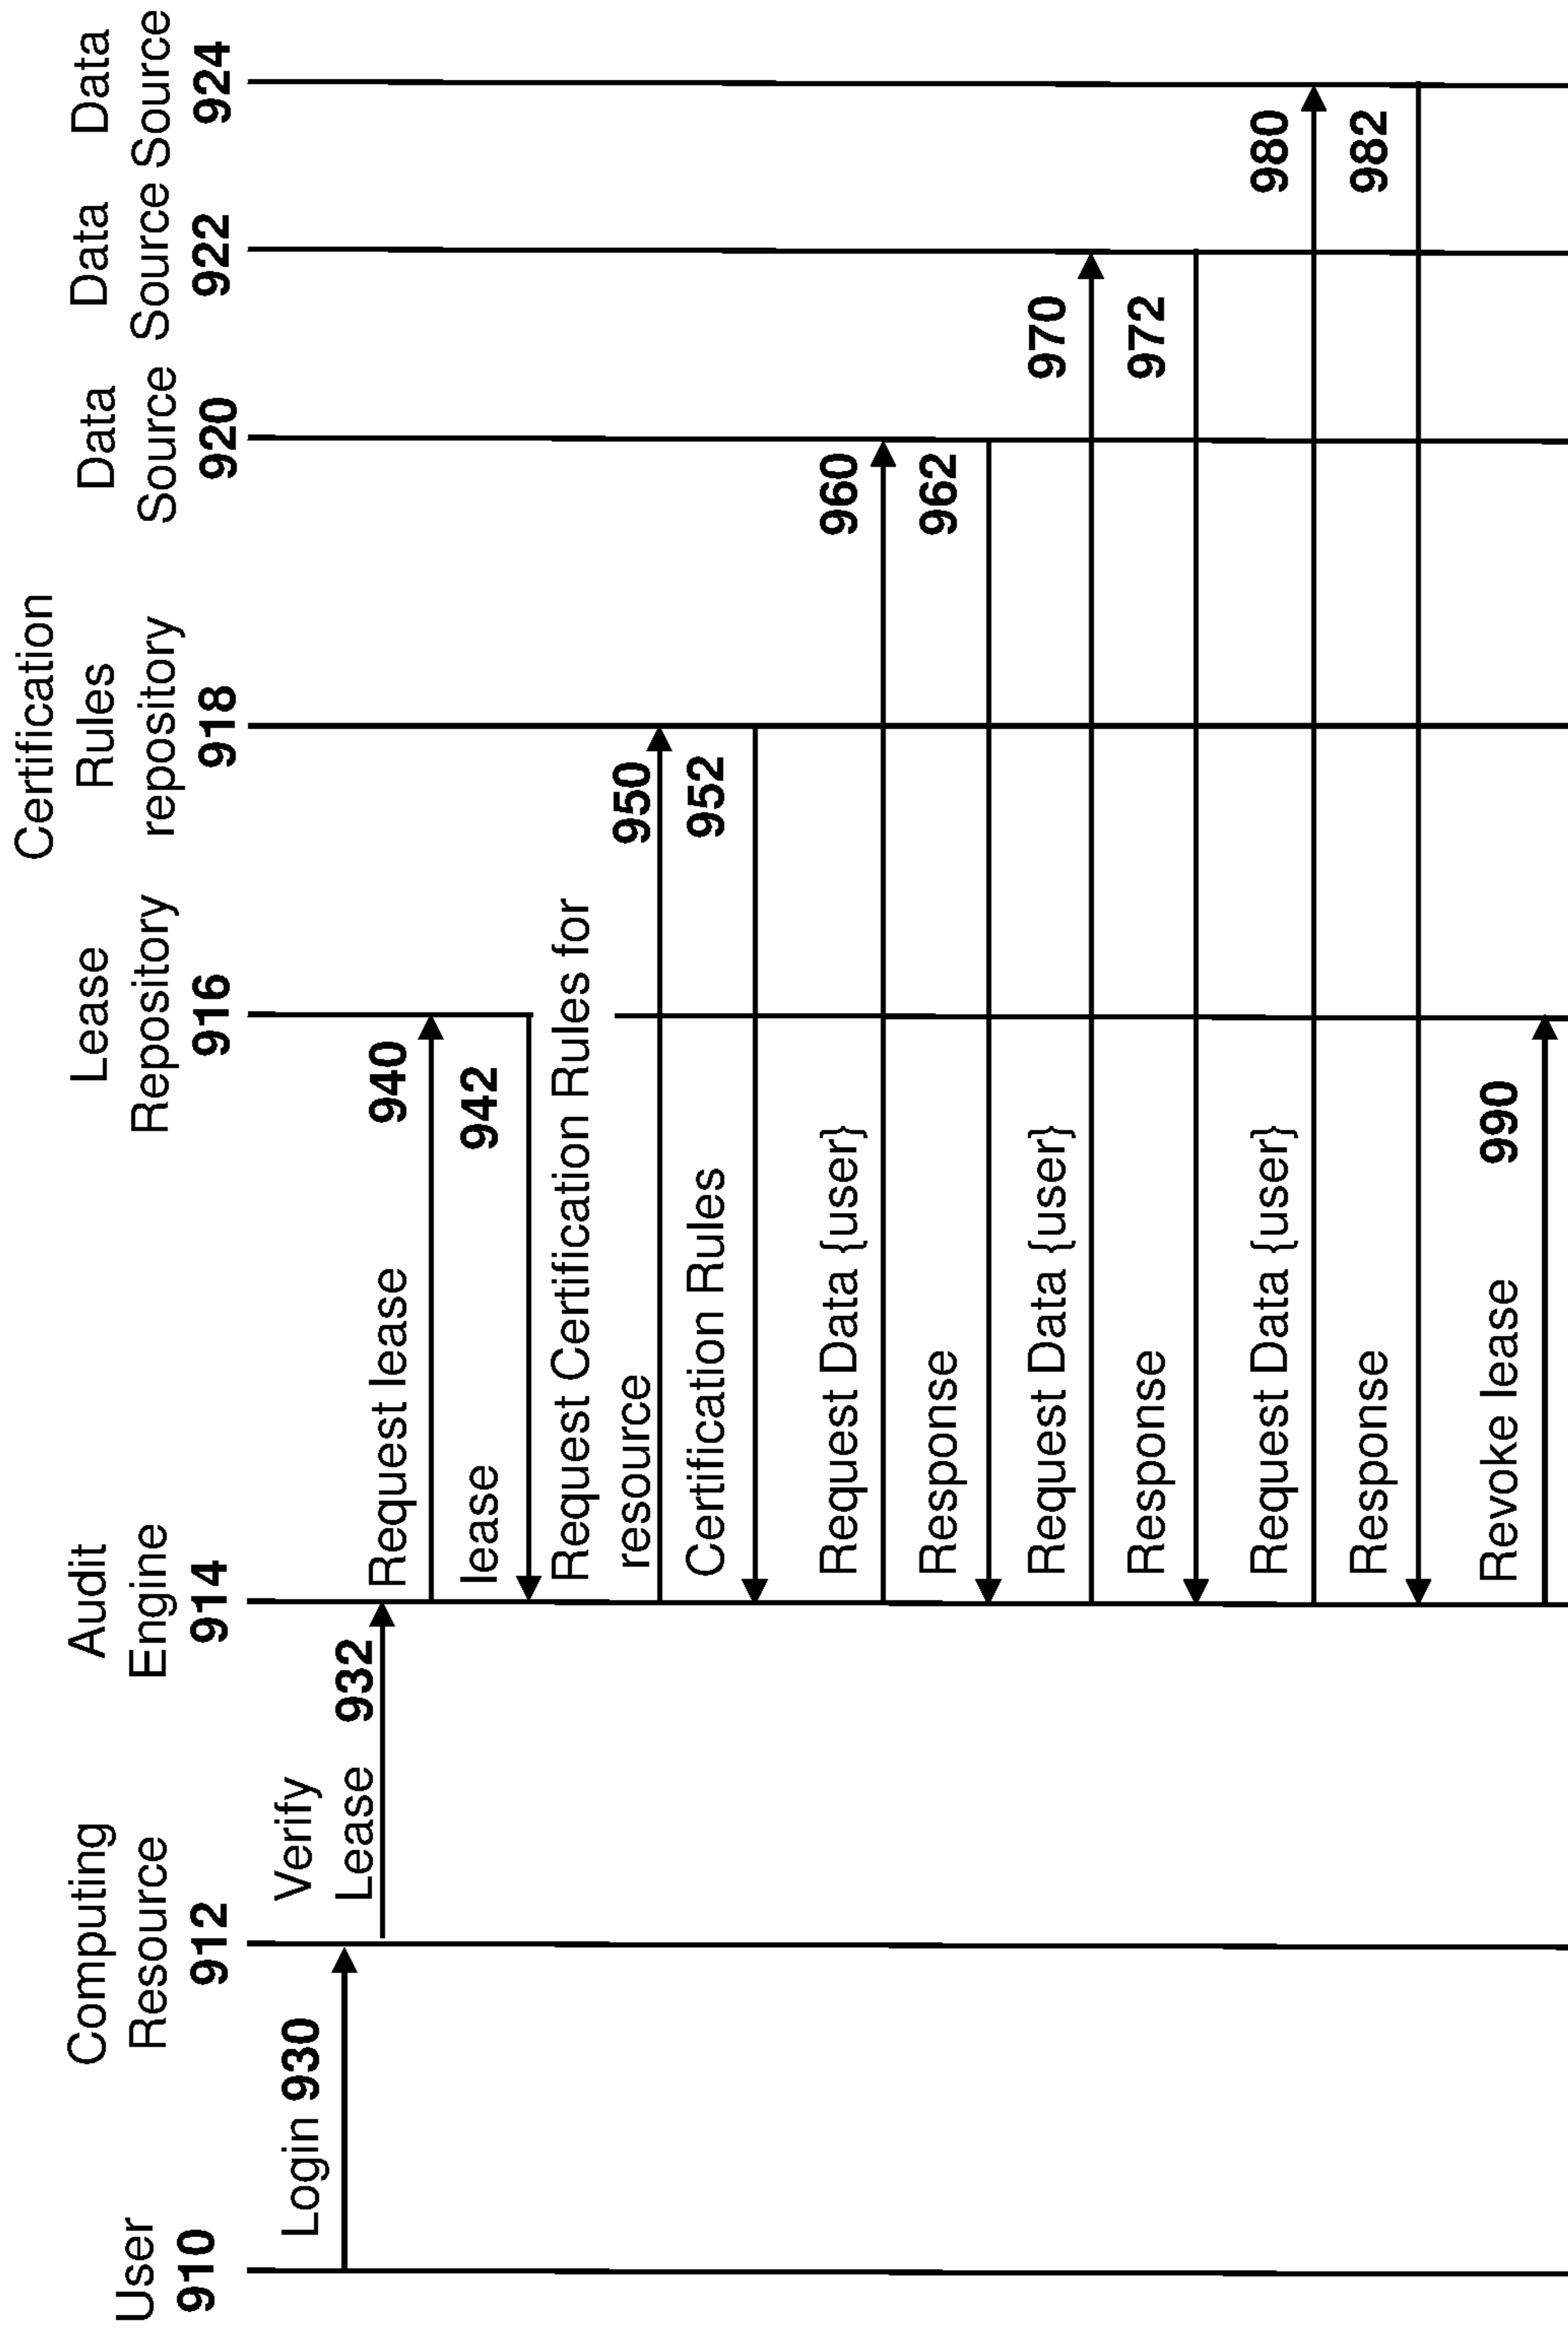 User
910
Computing
Resource
912
Audit
Engine
914
Lease
Repository
916
Certification
Rules
repository
918
Data
Source
920
Data
Source
922
Data
Source
924
Login 930
Verify
Lease 932
Request lease 940
lease 942
Request Certification Rules for
resource 950
Certification Rules 952
Request Data {user} 960
Response 962
Request Data {user} 970
Response 972
Request Data {user} 980
Response 982
Revoke lease 990